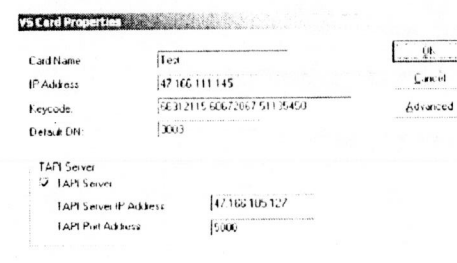 VS Card Properties
Card Name Test
IP Address 47.166.111.145
Keycode:
Default DN: 3003
OK
Cancel
Advanced
TAPI Server
TAPI Server
TAPI Server IP Address 47.166.105.127
TAPI Port Address 5000